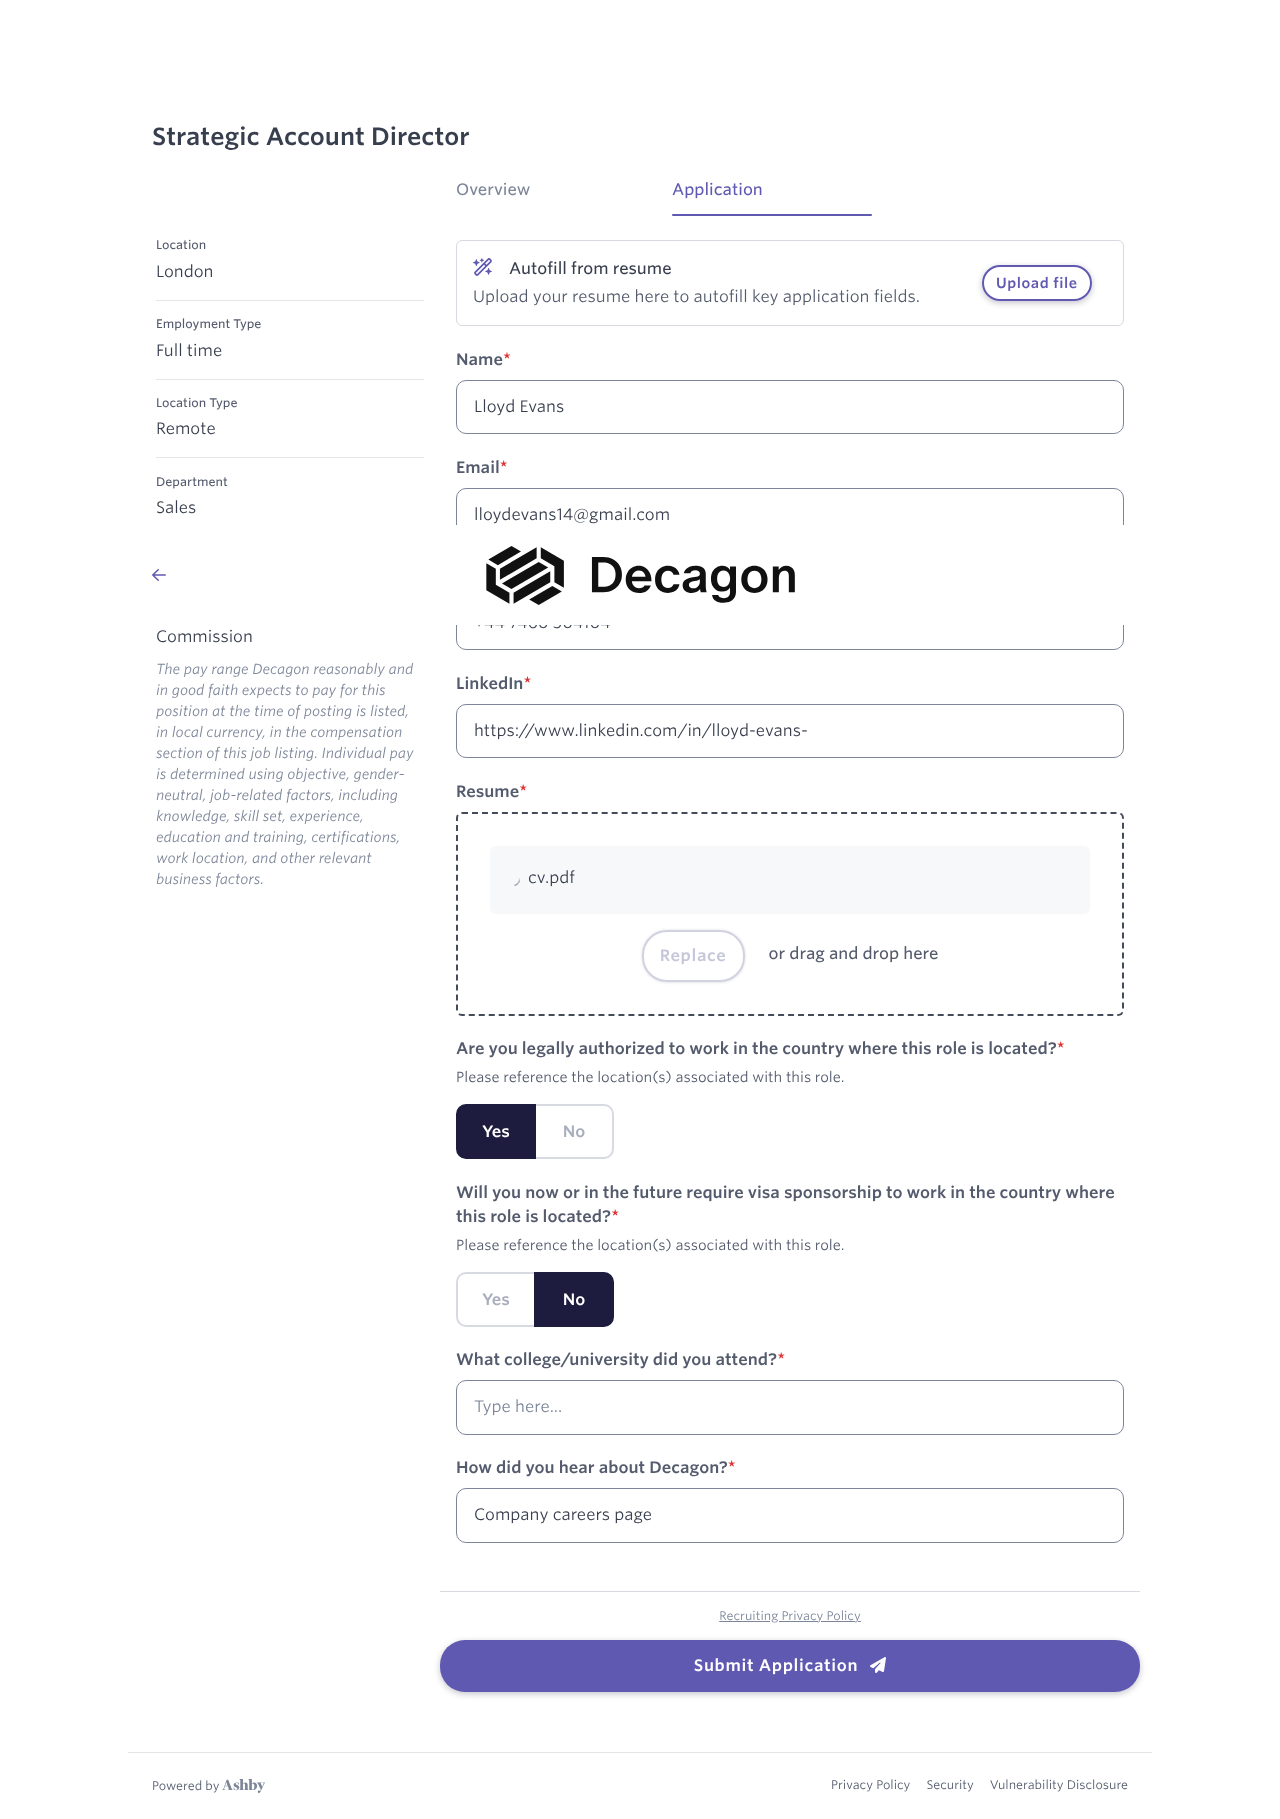 Strategic Account Director
Overview
Application
Location
London
Employment Type
Full time
Location Type
Remote
Department
Sales
Commission
The pay range Decagon reasonably and
in good faith expects to pay for this
position at the time of posting is listed,
in local currency, in the compensation
section of this job listing. Individual pay
is determined using objective, gender-
neutral, job-related factors, including
knowledge, skill set, experience,
education and training, certifications,
work location, and other relevant
business factors.
Autofill from resume
Upload your resume here to autofill key application fields.
Upload file
Name*
Lloyd Evans
Email*
lloydevans14@gmail.com
Decagon
LinkedIn*
https://www.linkedin.com/in/lloyd-evans-
Resume*
cv.pdf
Replace
or drag and drop here
Are you legally authorized to work in the country where this role is located?*
Please reference the location(s) associated with this role.
Yes
No
Will you now or in the future require visa sponsorship to work in the country where
this role is located?*
Please reference the location(s) associated with this role.
Yes
No
What college/university did you attend?*
Type here...
How did you hear about Decagon?*
Company careers page
Recruiting Privacy Policy
Submit Application
Powered by Ashby
Privacy Policy
Security
Vulnerability Disclosure